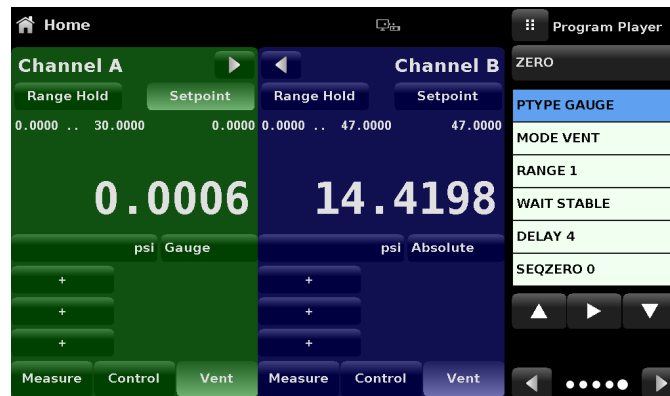 Home
Program Player
Channel A
Channel B
ZERO
Range Hold Setpoint Range Hold Setpoint
PTYPE GAUGE
0.0000 .. 30.0000 0.0000 0.0000 .. 47.0000 47.0000
MODE VENT
RANGE 1
0.0006 14.4198
WAIT STABLE
DELAY 4
psi Gauge psi Absolute
SEQZERO 0
+ +
+ +
+ +
Measure Control Vent Measure Control Vent